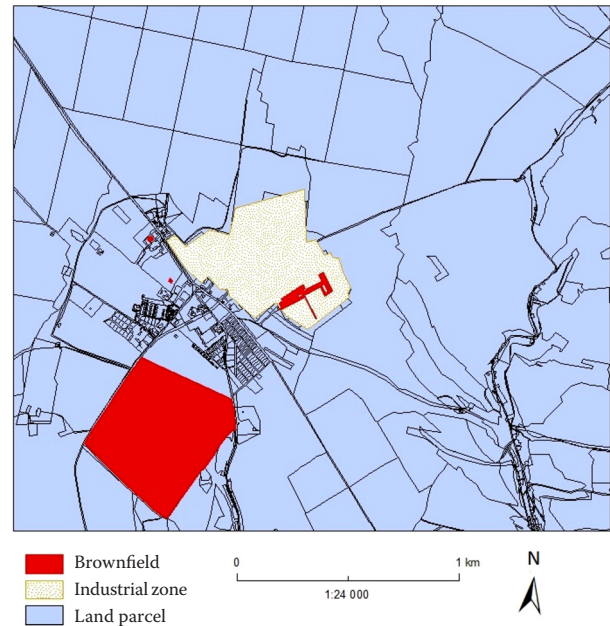 Brownfield
Industrial zone
Land parcel
0 1 km
1:24 000
N